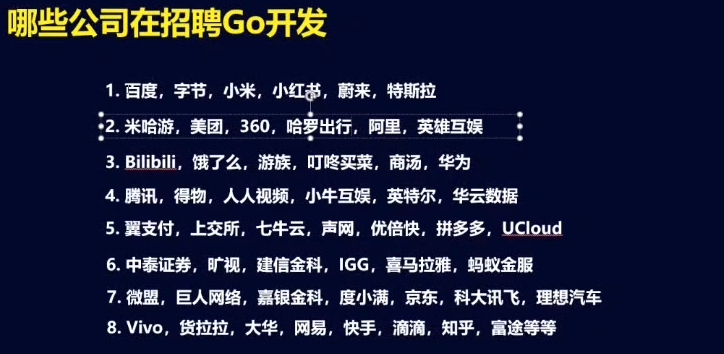 哪些公司在招聘Go开发
1. 百度，字节，小米，小红书，蔚来，特斯拉
2. 米哈游，美团，360，哈罗出行，阿里，英雄互娱
3. Bilibili，饿了么，游族，叮咚买菜，商汤，华为
4. 腾讯，得物，人人视频，小牛互娱，英特尔，华云数据
5. 翼支付，上交所，七牛云，声网，优倍快，拼多多，UCloud
6. 中泰证券，旷视，建信金科，IGG，喜马拉雅，蚂蚁金服
7. 微盟，巨人网络，嘉银金科，度小满，京东，科大讯飞，理想汽车
8. Vivo，货拉拉，大华，网易，快手，滴滴，知乎，富途等等